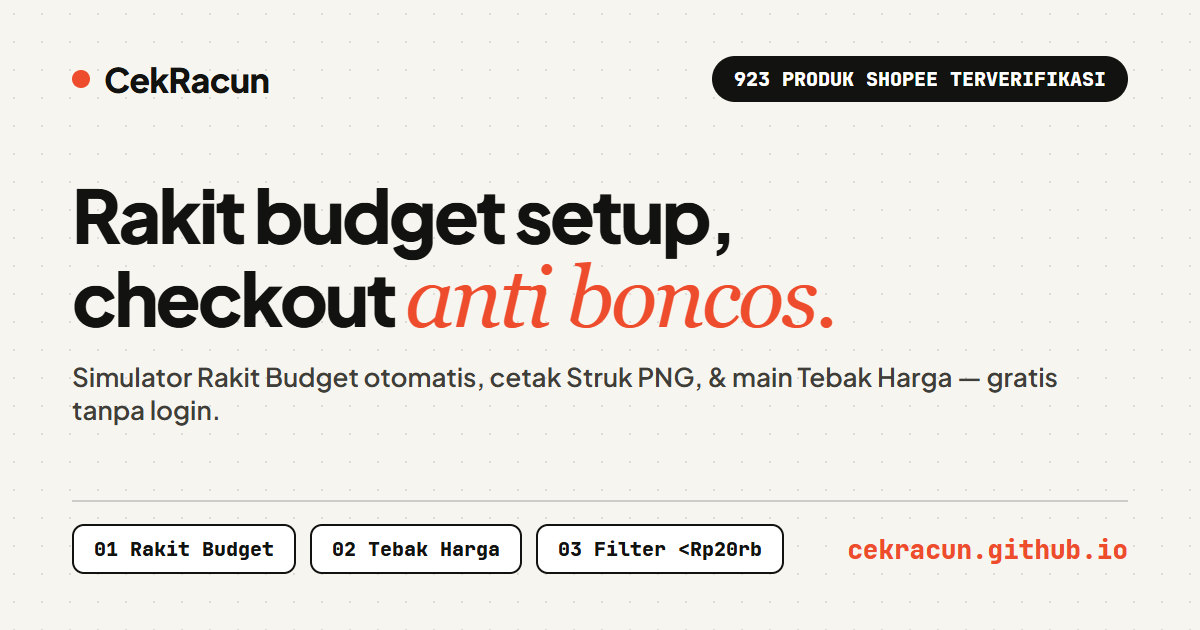 CekRacun
923 PRODUK SHOPEE TERVERIFIKASI
Rakit budget setup,
checkout anti boncos.
Simulator Rakit Budget otomatis, cetak Struk PNG, & main Tebak Harga — gratis
tanpa login.
01 Rakit Budget
02 Tebak Harga
03 Filter <Rp20rb
cekracun.github.io